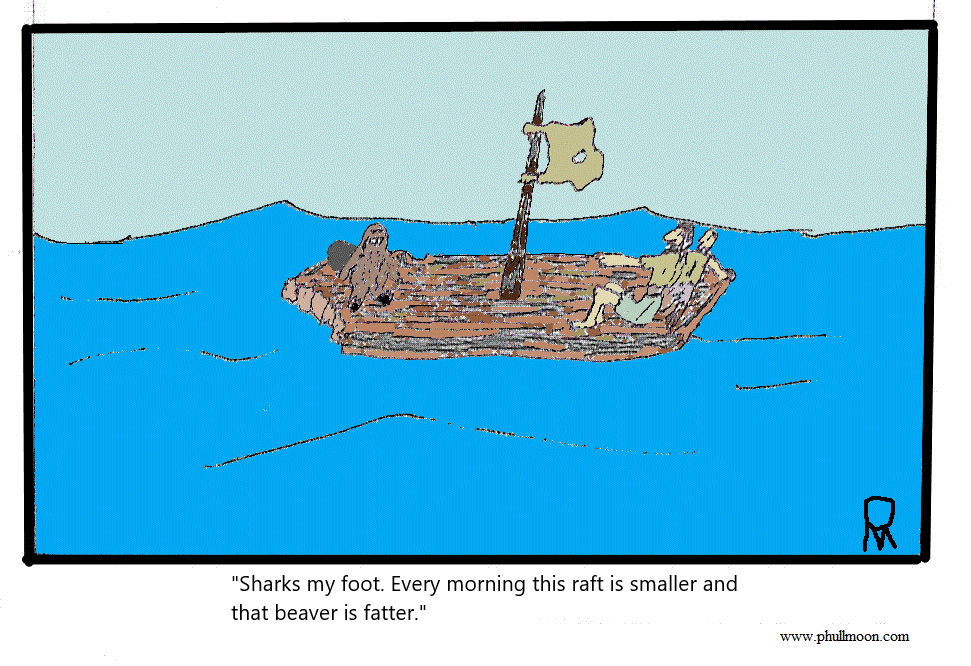 "Sharks my foot. Every morning this raft is smaller and
that beaver is fatter."
www.phullmoon.com